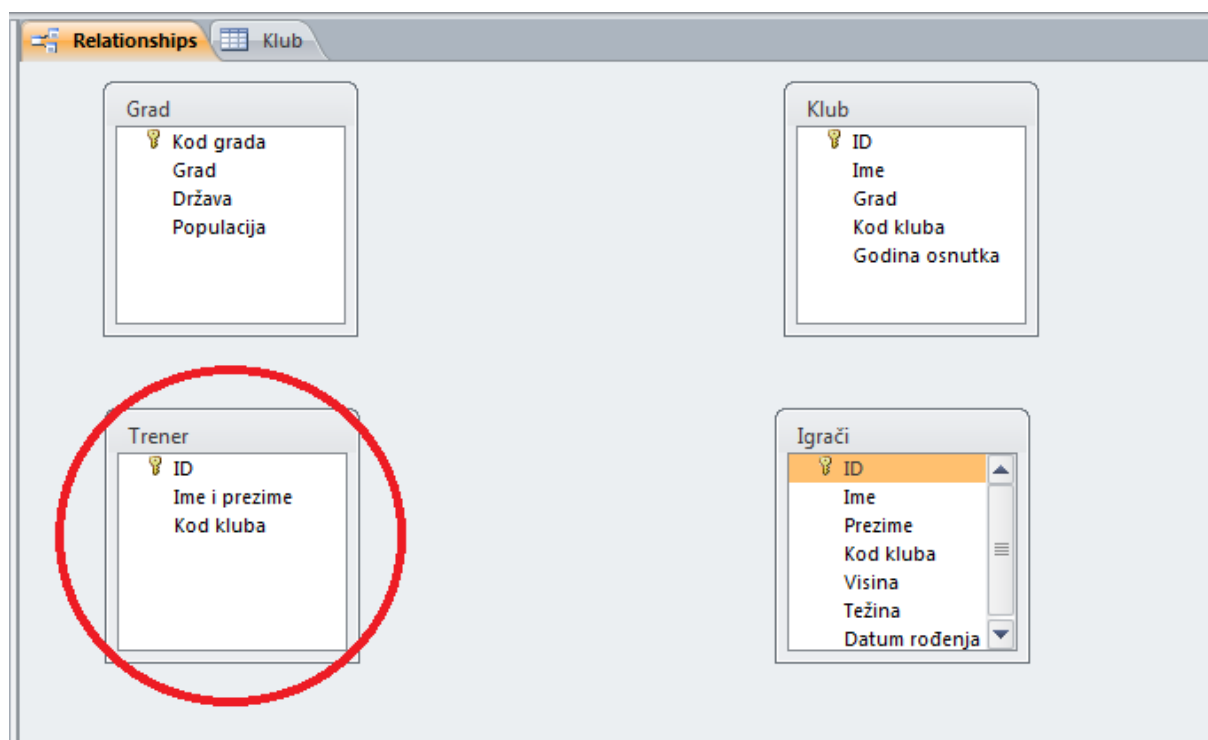 Relationships Klub
Grad
Kod grada
Grad
Država
Populacija
Klub
ID
Ime
Grad
Kod kluba
Godina osnutka
Trener
ID
Ime i prezime
Kod kluba
Igrači
ID
Ime
Prezime
Kod kluba
Visina
Težina
Datum rođenja